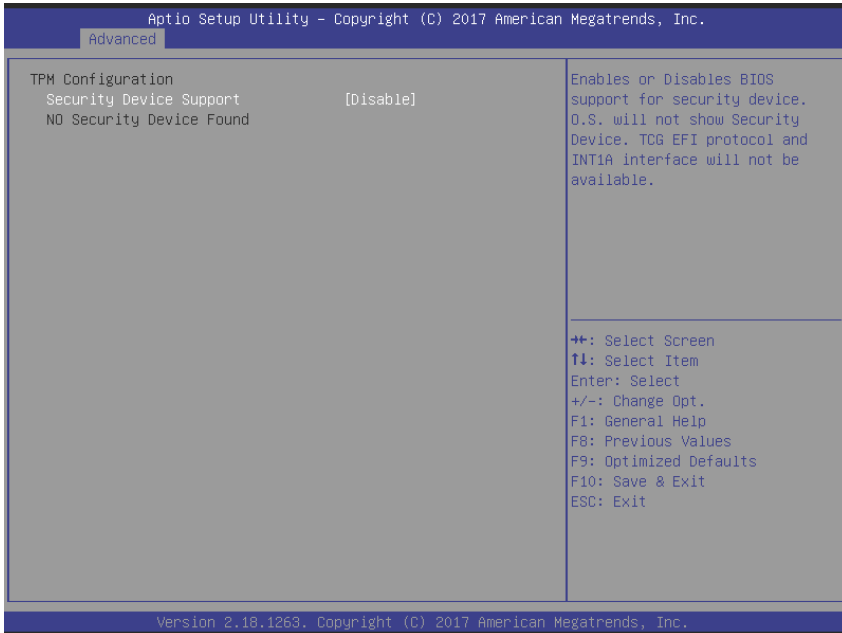 Aptio Setup Utility – Copyright (C) 2017 American Megatrends, Inc.
Advanced
TPM Configuration
Security Device Support [Disable]
NO Security Device Found
Enables or Disables BIOS
support for security device.
O.S. will not show Security
Device. TCG EFI protocol and
INT1A interface will not be
available.
→←: Select Screen
↑↓: Select Item
Enter: Select
+/-: Change Opt.
F1: General Help
F8: Previous Values
F9: Optimized Defaults
F10: Save & Exit
ESC: Exit
Version 2.18.1263. Copyright (C) 2017 American Megatrends, Inc.